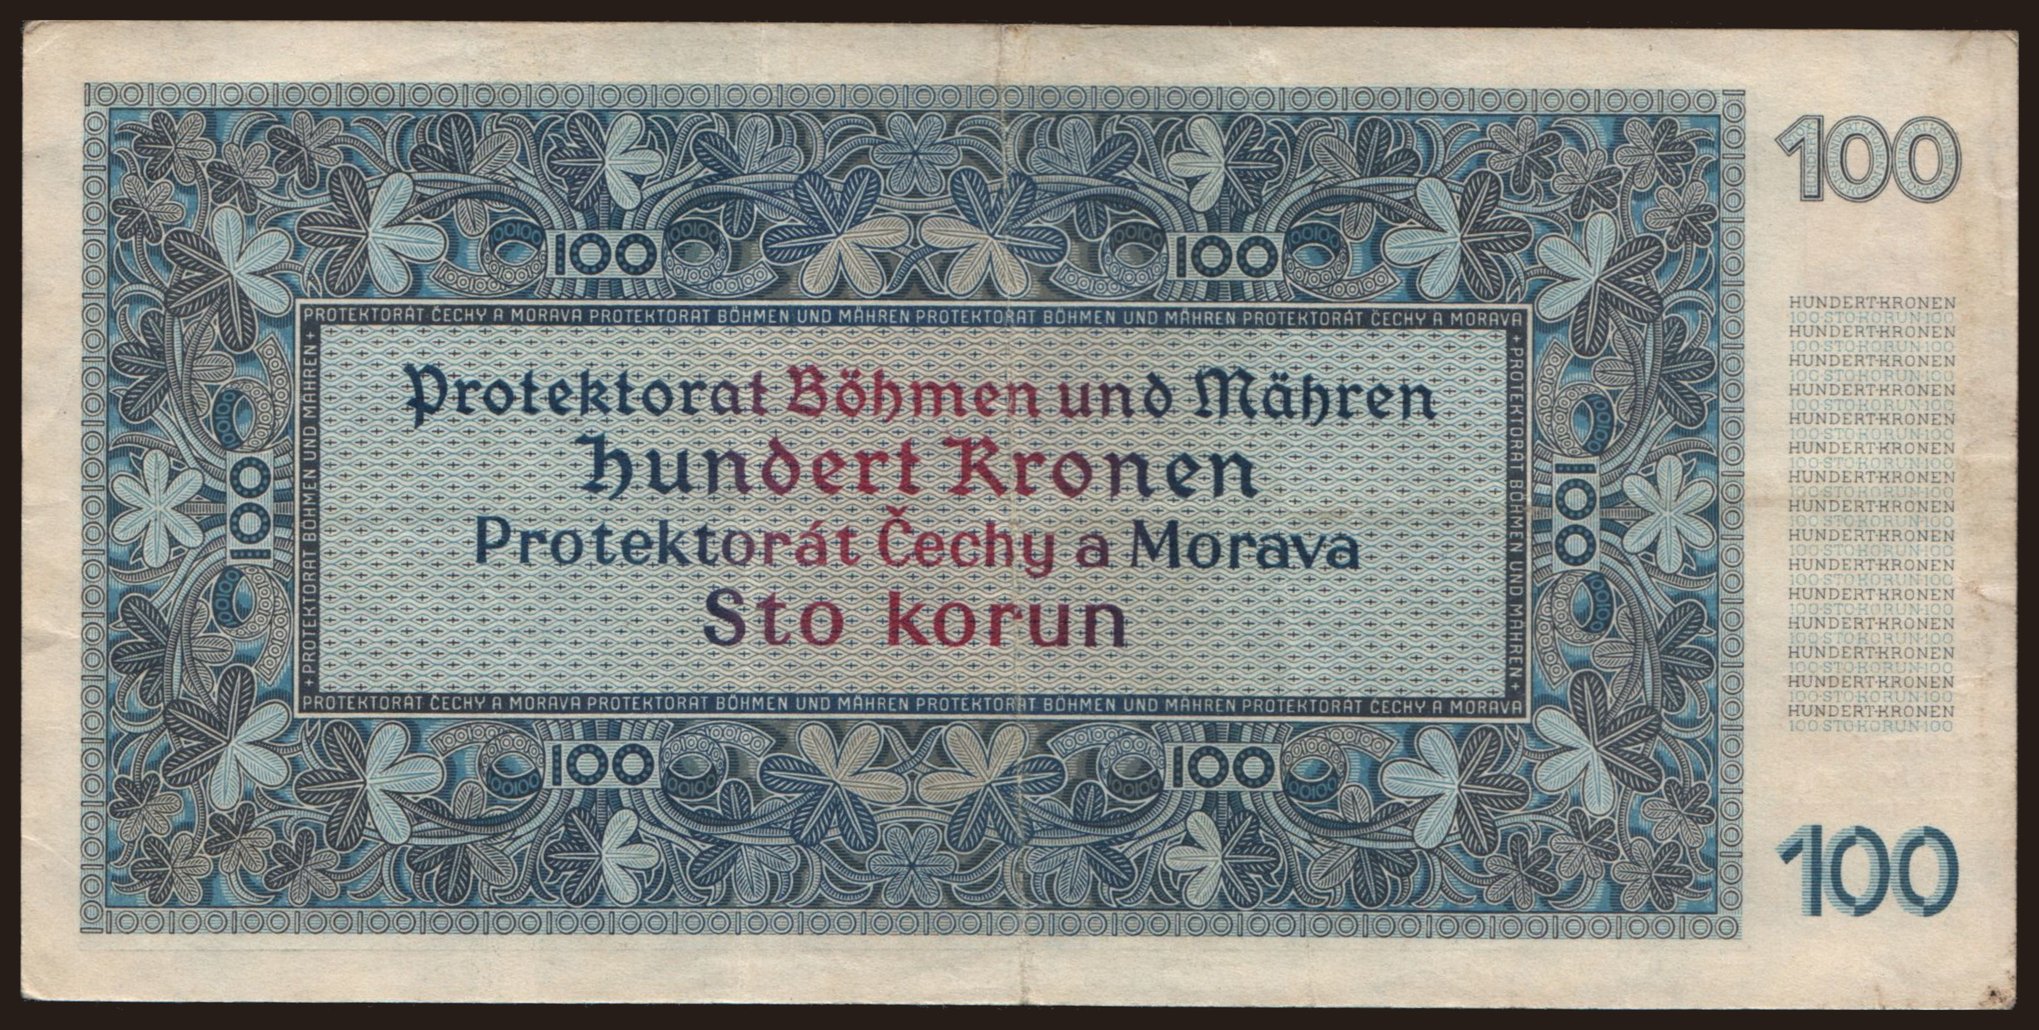 100
100
100
PROTEKTORÁT ČECHY A MORAVA PROTEKTORAT BÖHMEN UND MÄHREN PROTEKTORAT BÖHMEN UND MÄHREN PROTEKTORÁT ČECHY A MORAVA
+ PROTEKTORAT BÖHMEN UND MÄHREN +
+ PROTEKTORAT BÖHMEN UND MÄHREN +
Protektorat Böhmen und Mähren
Hundert Kronen
Protektorát Čechy a Morava
Sto korun
100
100
PROTEKTORÁT ČECHY A MORAVA PROTEKTORAT BÖHMEN UND MÄHREN PROTEKTORAT BÖHMEN UND MÄHREN PROTEKTORÁT ČECHY A MORAVA
100
100
HUNDERT·KRONEN
100·STO·KORUN·100
HUNDERT·KRONEN
100·STO·KORUN·100
HUNDERT·KRONEN
100·STO·KORUN·100
HUNDERT·KRONEN
100·STO·KORUN·100
HUNDERT·KRONEN
100·STO·KORUN·100
HUNDERT·KRONEN
100·STO·KORUN·100
HUNDERT·KRONEN
100·STO·KORUN·100
HUNDERT·KRONEN
100·STO·KORUN·100
HUNDERT·KRONEN
100·STO·KORUN·100
HUNDERT·KRONEN
100·STO·KORUN·100
HUNDERT·KRONEN
100·STO·KORUN·100
HUNDERT·KRONEN
100·STO·KORUN·100
HUNDERT·KRONEN
100·STO·KORUN·100
HUNDERT·KRONEN
100·STO·KORUN·100
HUNDERT·KRONEN
100·STO·KORUN·100
100